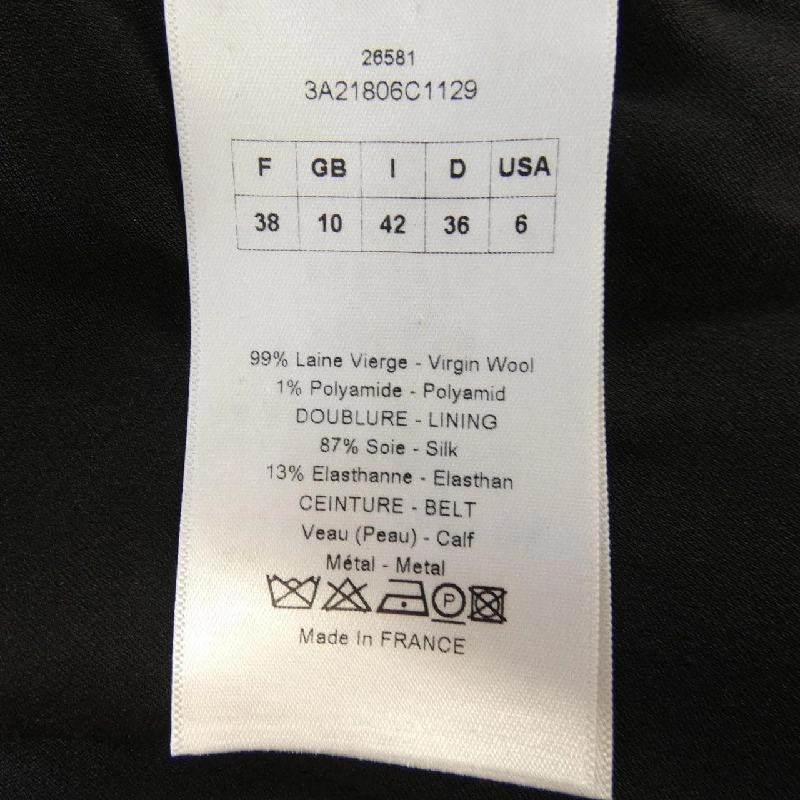 26581
3A21806C1129
F GB I D USA
38 10 42 36 6
99% Laine Vierge - Virgin Wool
1% Polyamide - Polyamid
DOUBLURE - LINING
87% Soie - Silk
13% Elasthanne - Elasthan
CEINTURE - BELT
Veau (Peau) - Calf
Métal - Metal
P
Made In FRANCE